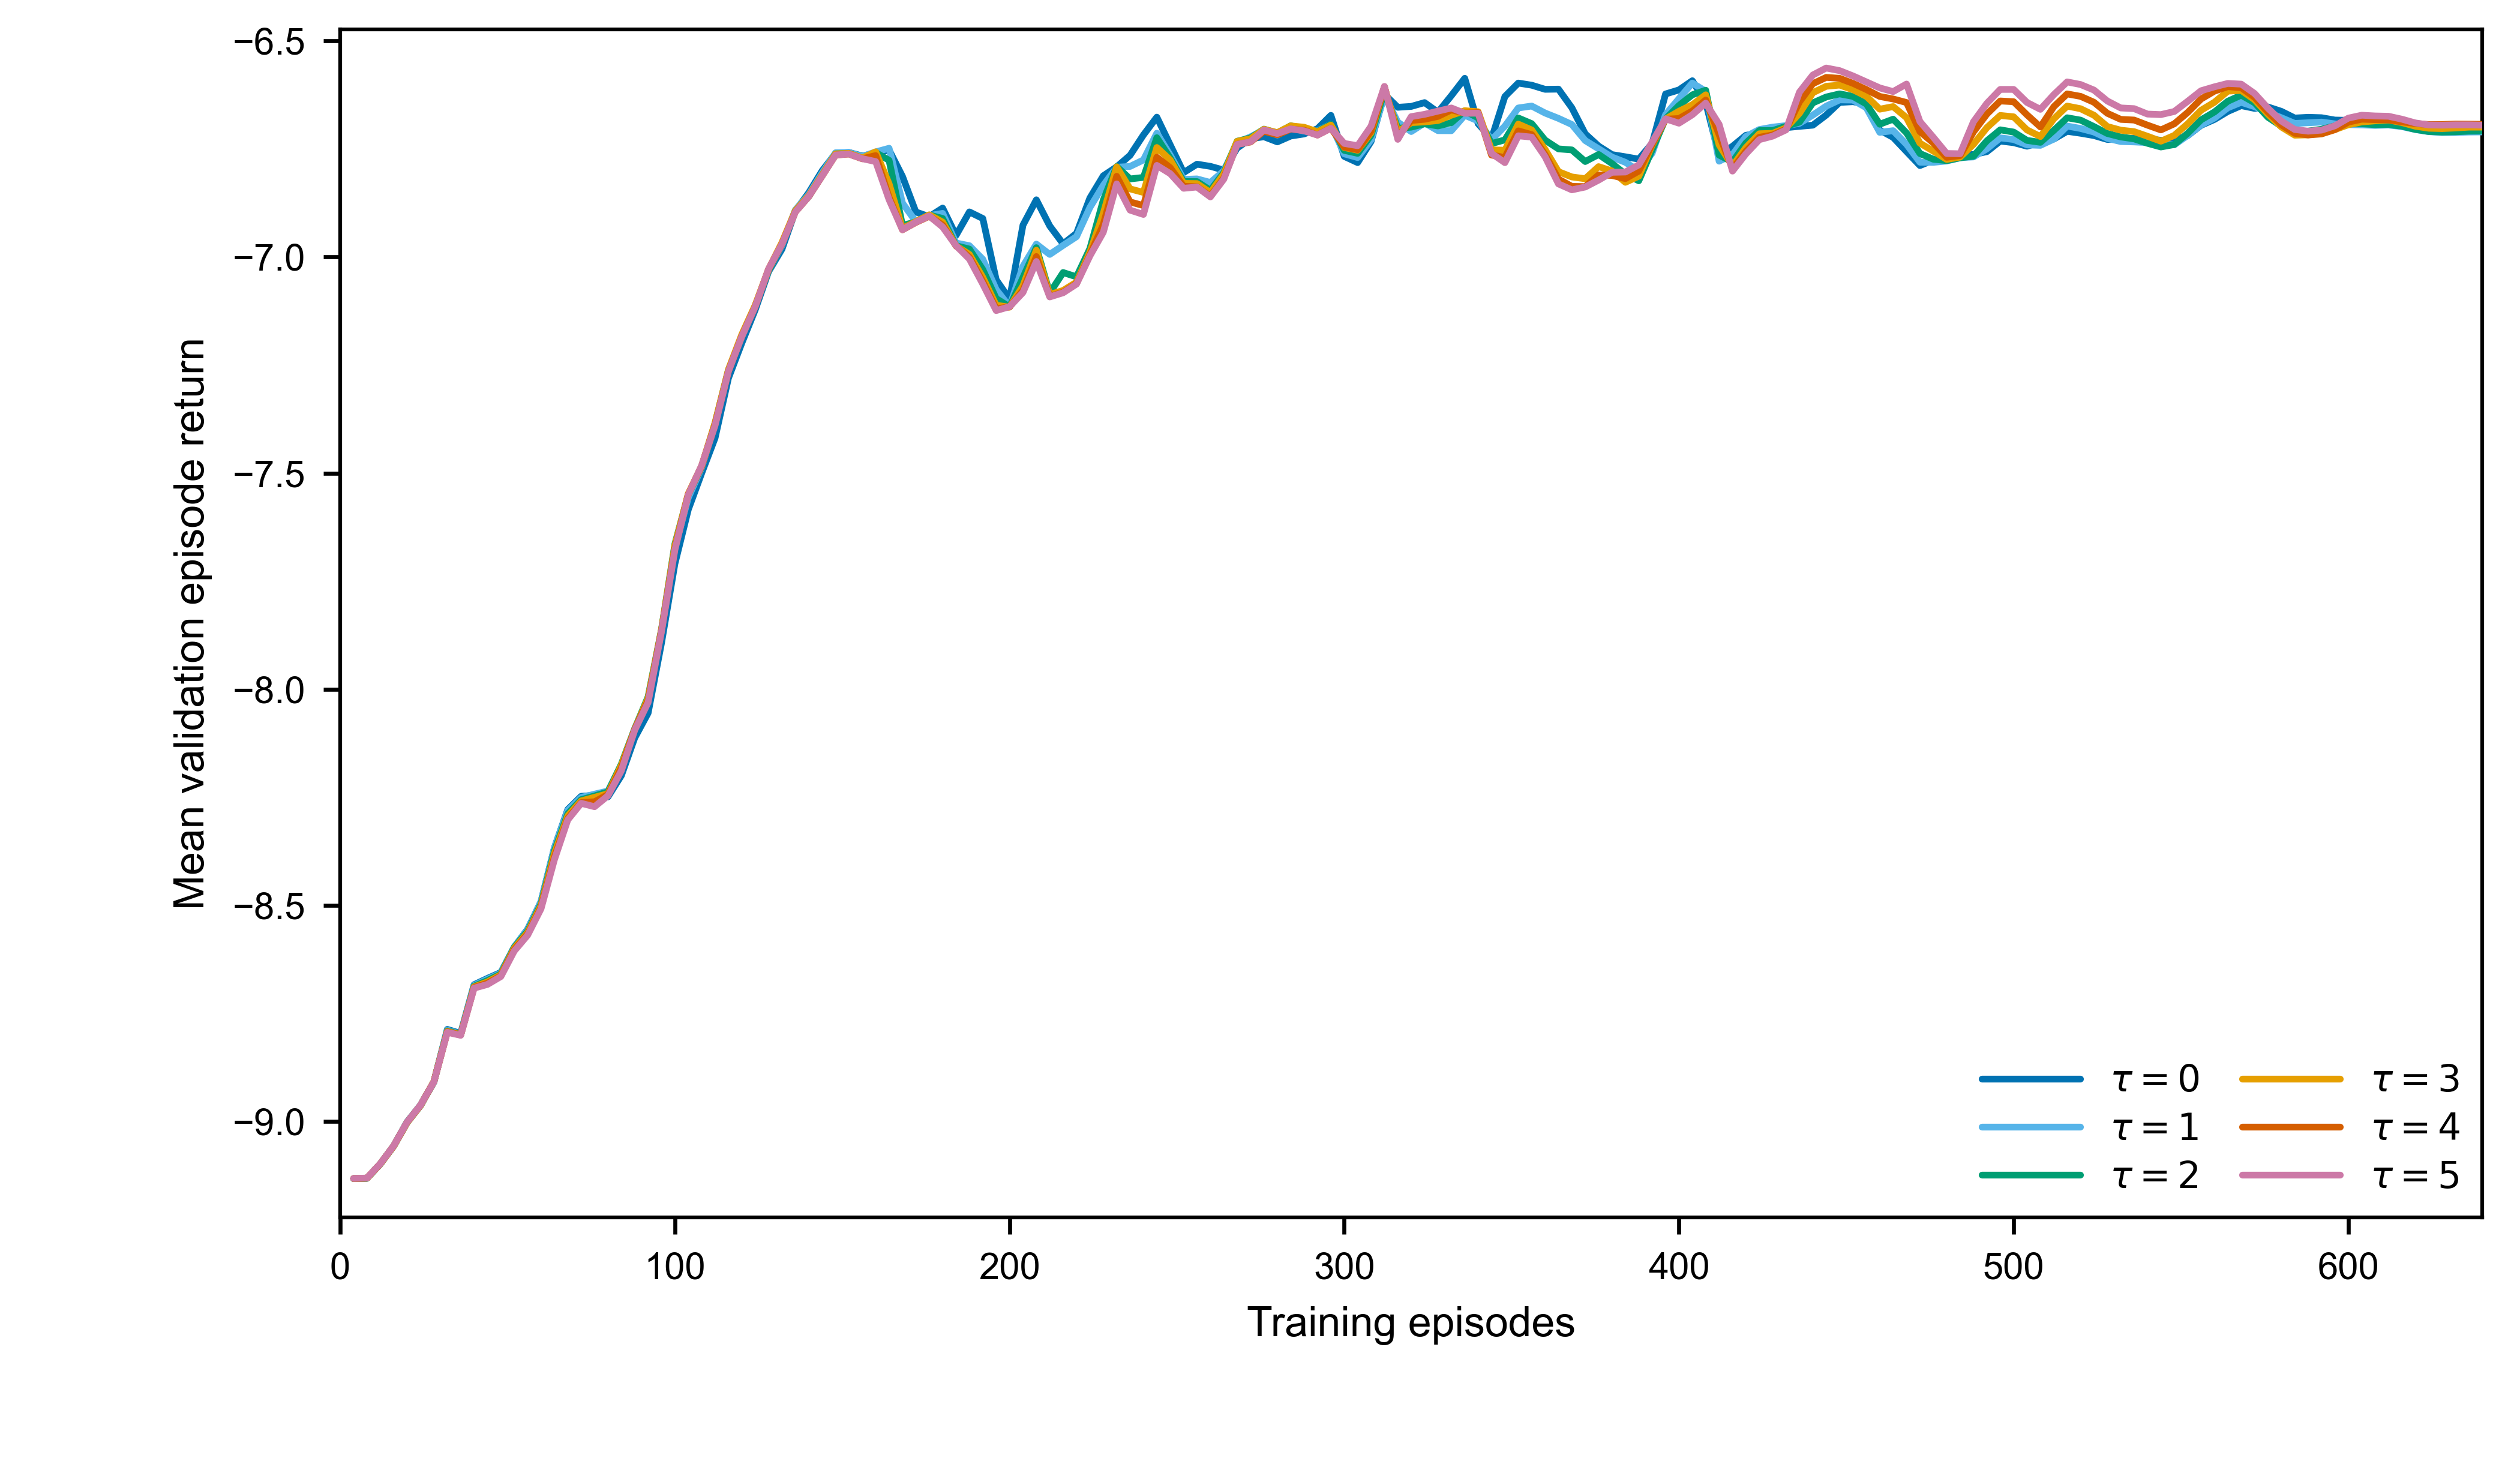 Mean validation episode return
−6.5
−7.0
−7.5
−8.0
−8.5
−9.0
τ = 0
τ = 1
τ = 2
τ = 3
τ = 4
τ = 5
0 100 200 300 400 500 600
Training episodes